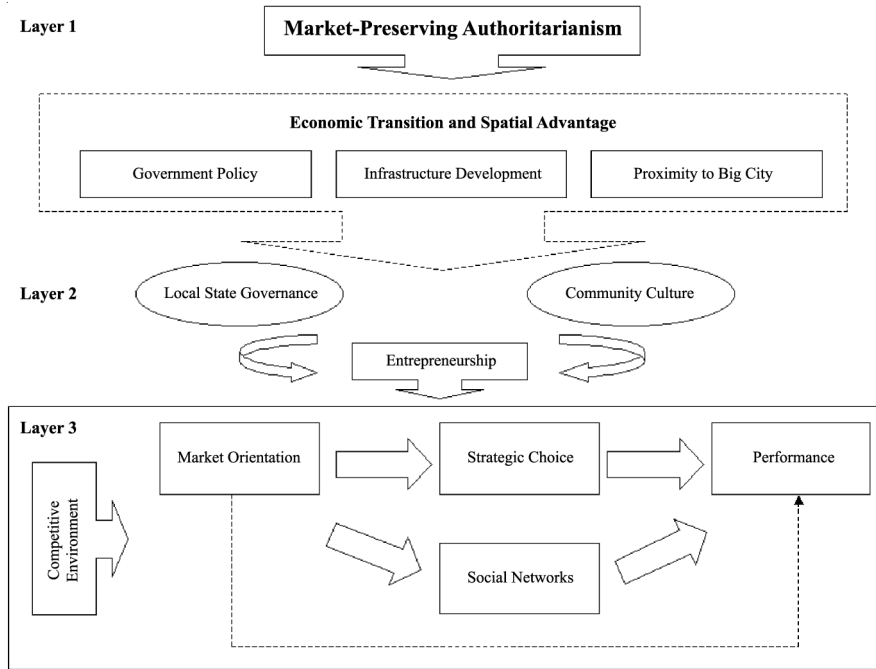 Layer 1
Market-Preserving Authoritarianism
Economic Transition and Spatial Advantage
Government Policy
Infrastructure Development
Proximity to Big City
Layer 2
Local State Governance
Community Culture
Entrepreneurship
Layer 3
Competitive
Environment
Market Orientation
Strategic Choice
Performance
Social Networks